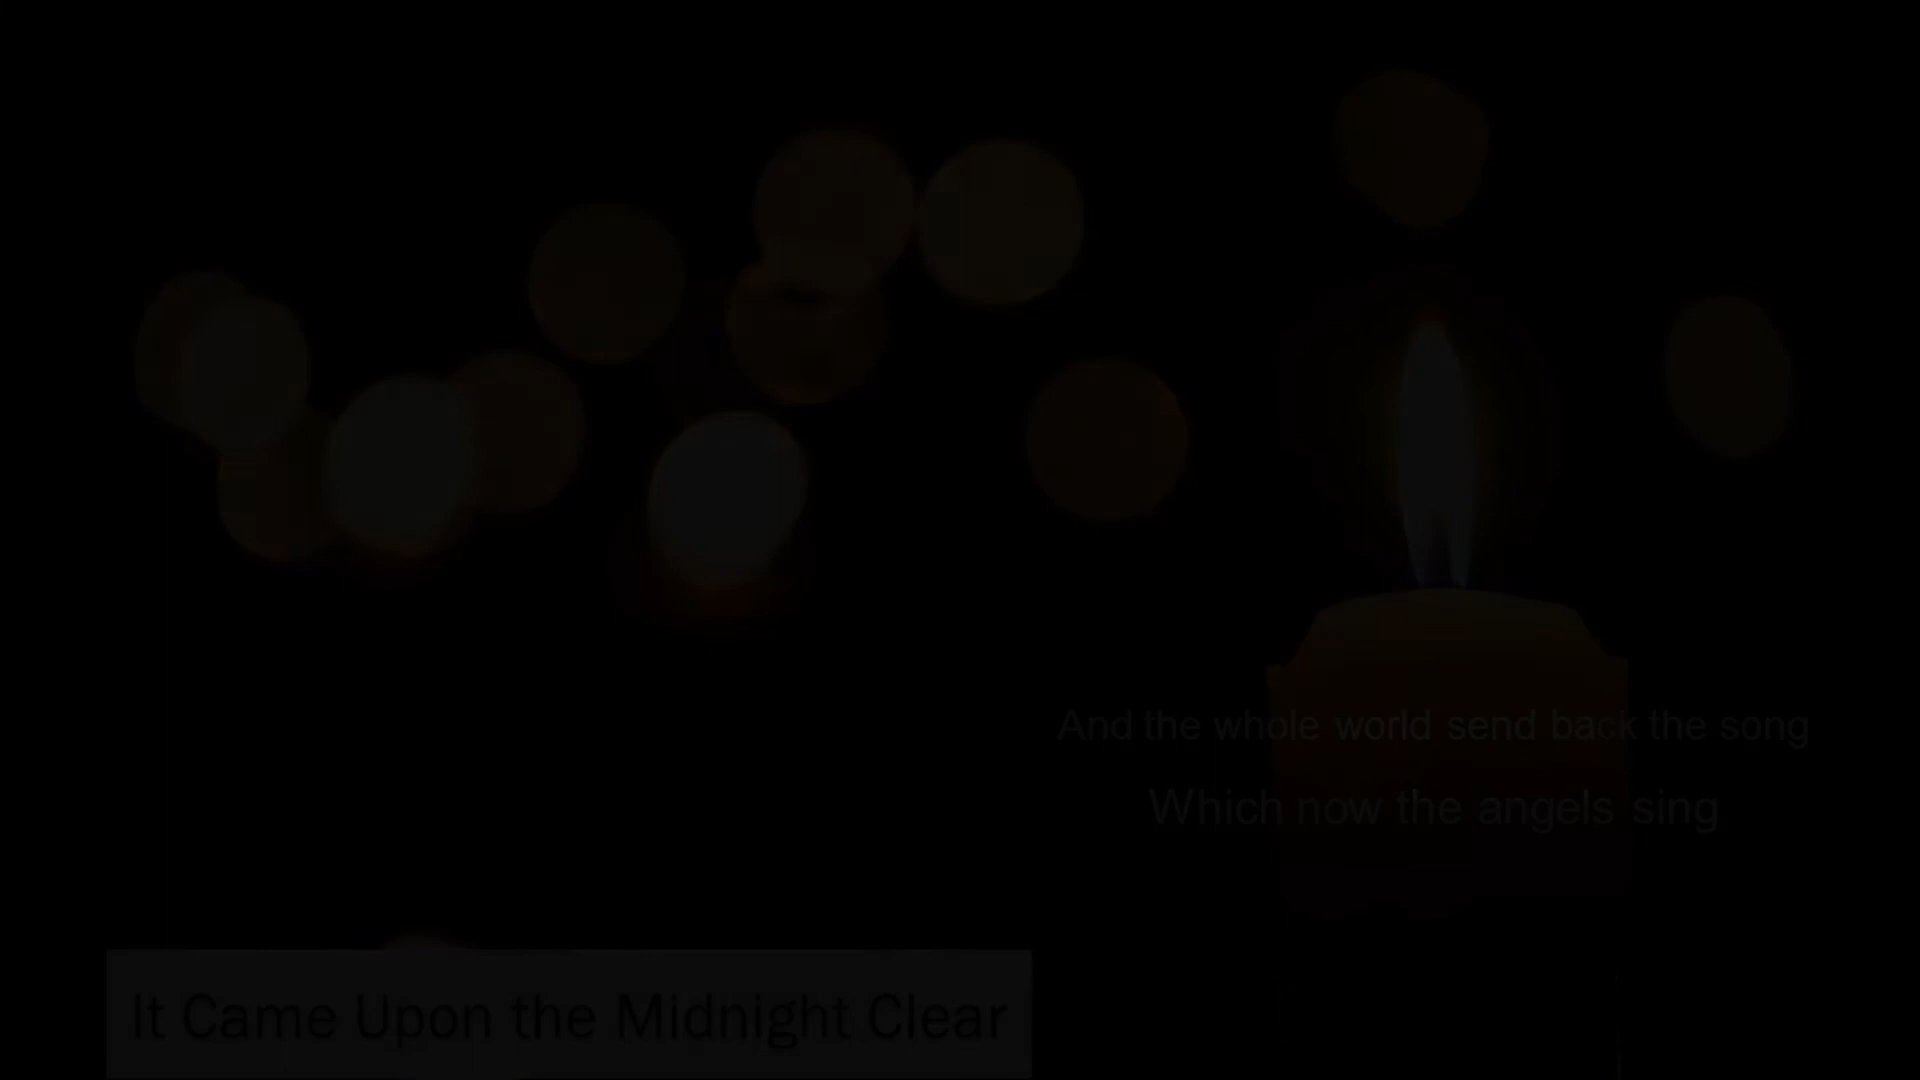 And the whole world send back the song
Which now the angels sing
It Came Upon the Midnight Clear